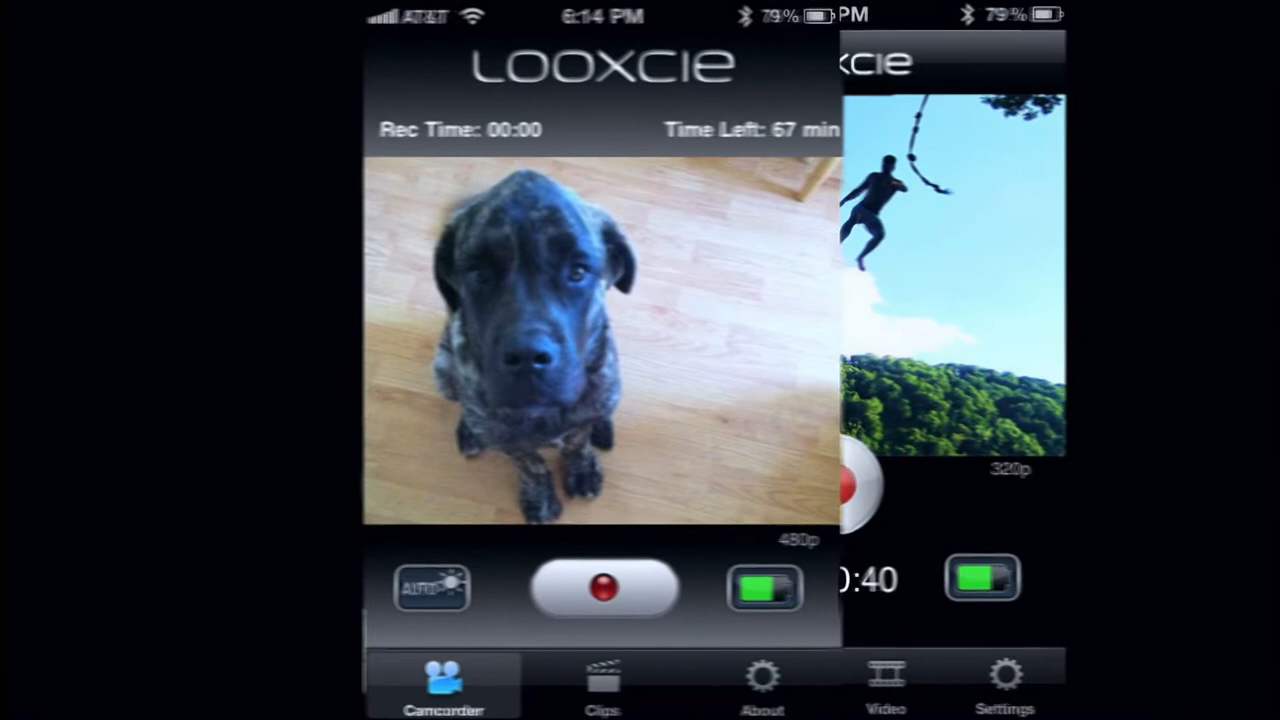 AT&T 6:14 PM 79%
LOOXCIE
Rec Time: 00:00 Time Left: 67 min
480p
AUTO
Camcorder Clips About
PM 79%
xcie
320p
0:40
Video Settings